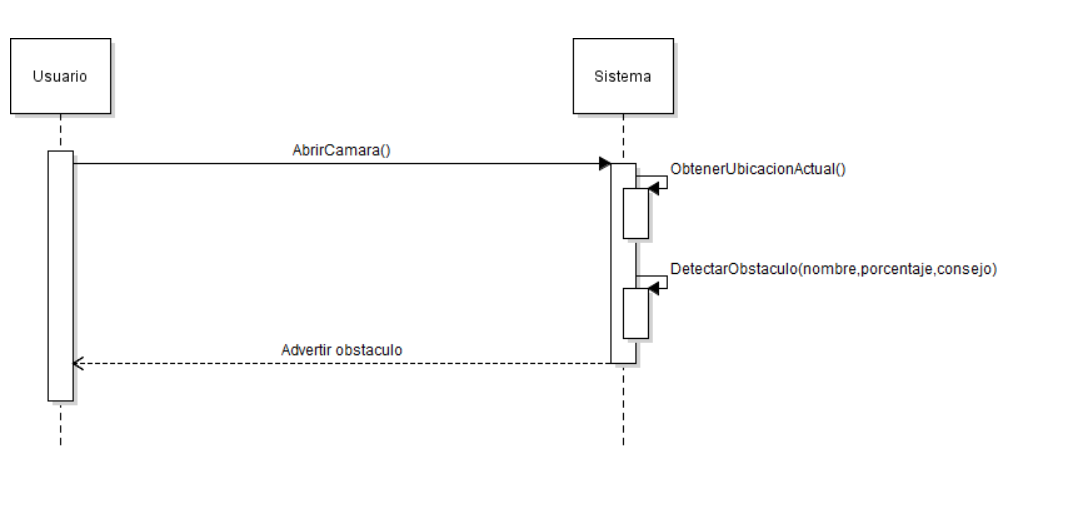 Usuario
Sistema
AbrirCamara()
ObtenerUbicacionActual()
DetectarObstaculo(nombre,porcentaje,consejo)
Advertir obstaculo